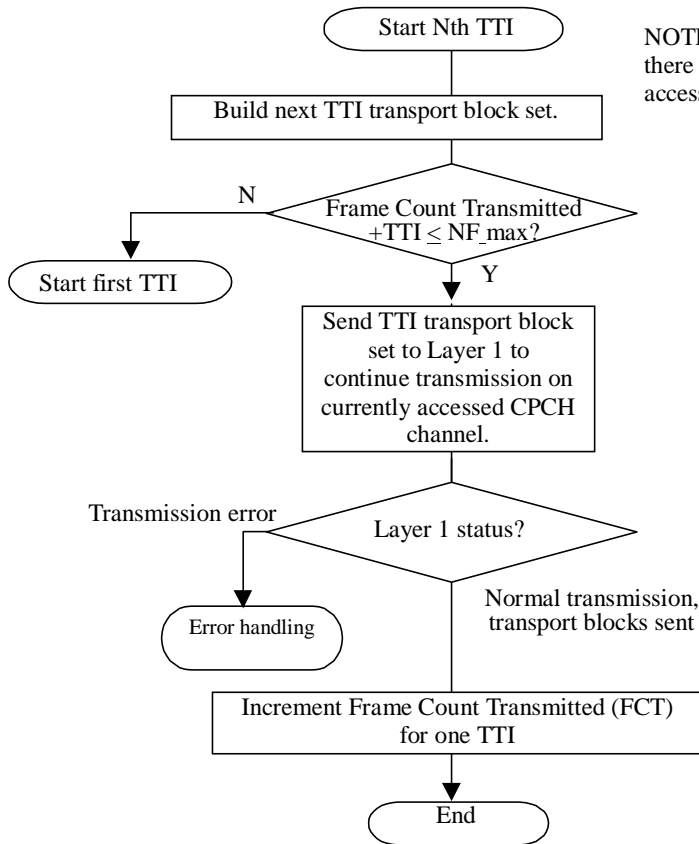 Start Nth TTI
there
Build next TTI transport block set.
N
Frame Count Transmitted
+TTI ≤ NF_max?
Start first TTI
Y
Send TTI transport block
set to Layer 1 to
continue transmission on
currently accessed CPCH
channel.
Transmission error
Layer 1 status?
Error handling
Normal transmission,
transport blocks sent
Increment Frame Count Transmitted (FCT)
for one TTI
End